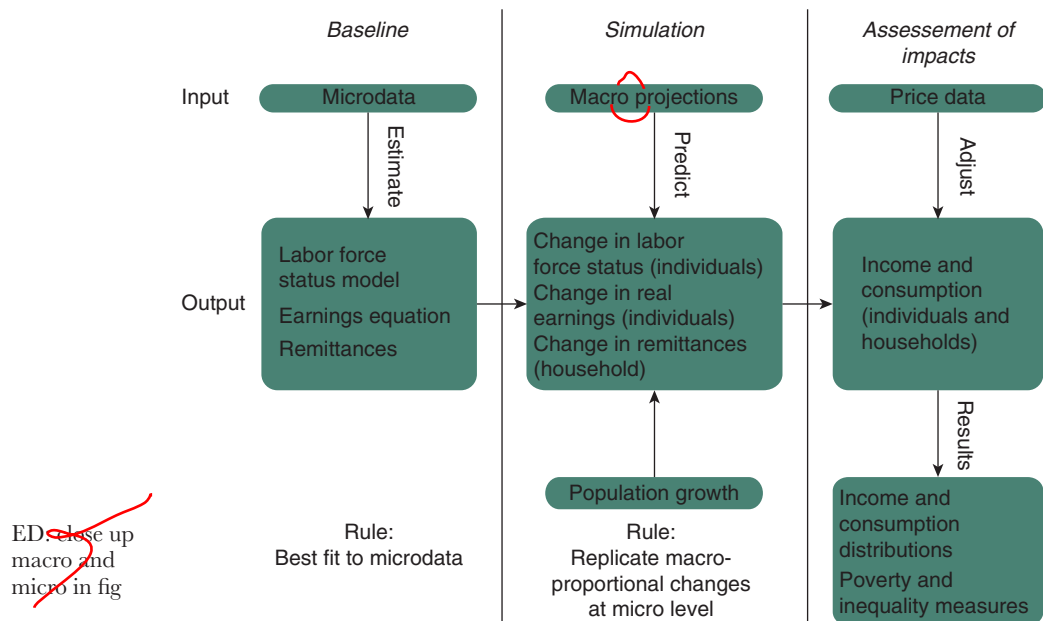 Baseline
Simulation
Assessement of
impacts
Input
Microdata
Macro projections
Price data
Estimate
Predict
Adjust
Output
Labor force
status model
Earnings equation
Remittances
Change in labor
force status (individuals)
Change in real
earnings (individuals)
Change in remittances
(household)
Income and
consumption
(individuals and
households)
Results
Population growth
Income and
consumption
distributions
Poverty and
inequality measures
Rule:
Best fit to microdata
Rule:
Replicate macro-
proportional changes
at micro level
ED: close up
macro and
micro in fig